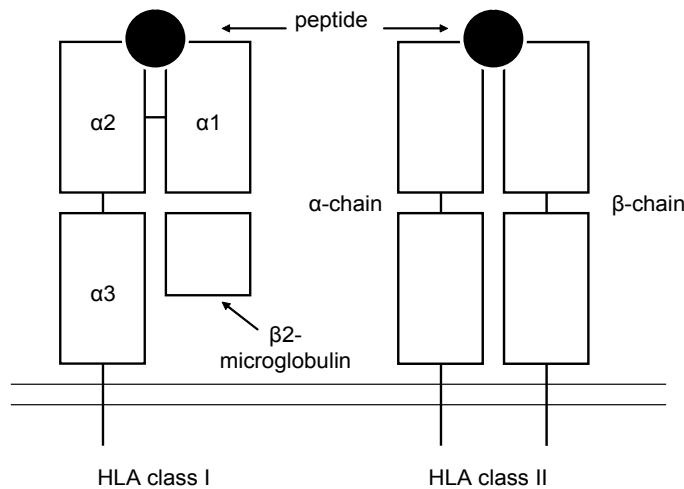 peptide
α2
α1
α-chain
β-chain
α3
β2-
microglobulin
HLA class I
HLA class II